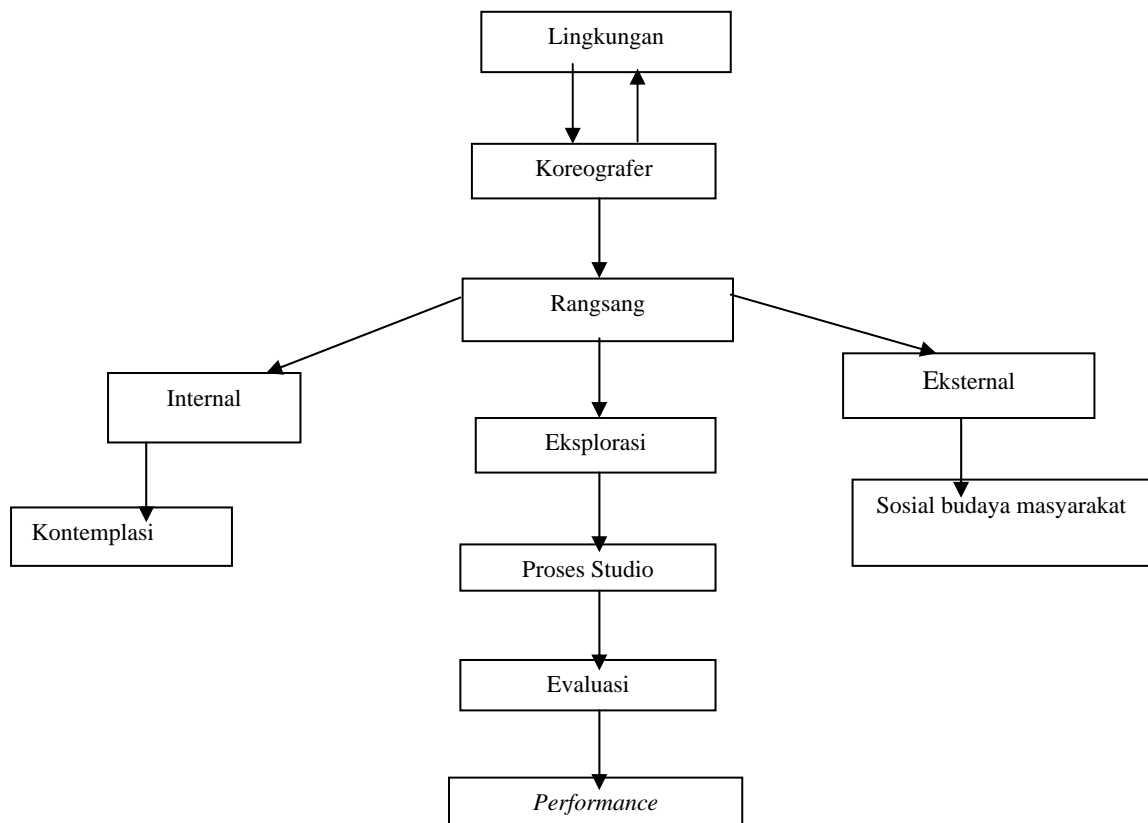 Lingkungan
Koreografer
Rangsang
Internal
Eksternal
Eksplorasi
Kontemplasi
Sosial budaya masyarakat
Proses Studio
Evaluasi
Performance